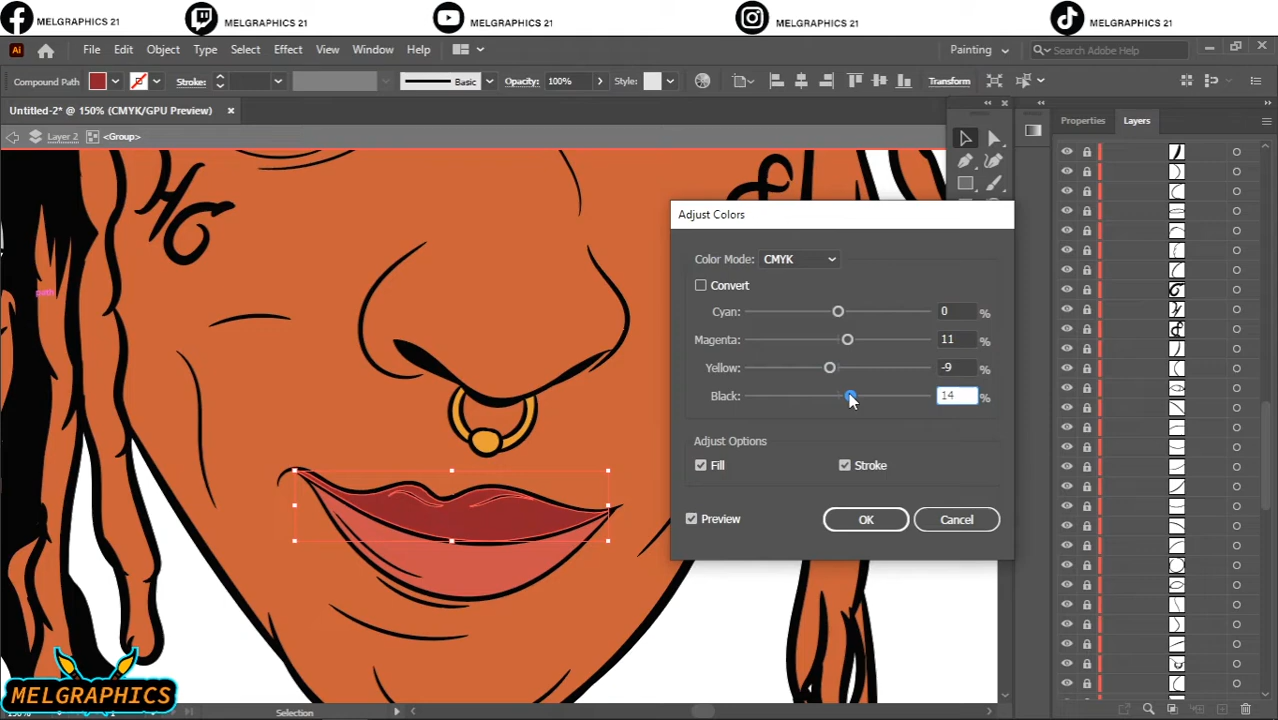 MELGRAPHICS 21
MELGRAPHICS 21
MELGRAPHICS 21
MELGRAPHICS 21
MELGRAPHICS 21
Ai File Edit Object Type Select Effect View Window Help Painting Search Adobe Help
Compound Path Stroke: Basic Opacity: 100% Style: Transform
Untitled-2* @ 150% (CMYK/GPU Preview)
Layer 2 <Group>
Properties Layers
HG
path
Adjust Colors
Color Mode: CMYK
Convert
Cyan: 0 %
Magenta: 11 %
Yellow: -9 %
Black: 14 %
Adjust Options
Fill Stroke
Preview OK Cancel
MELGRAPHICS
150% Selection